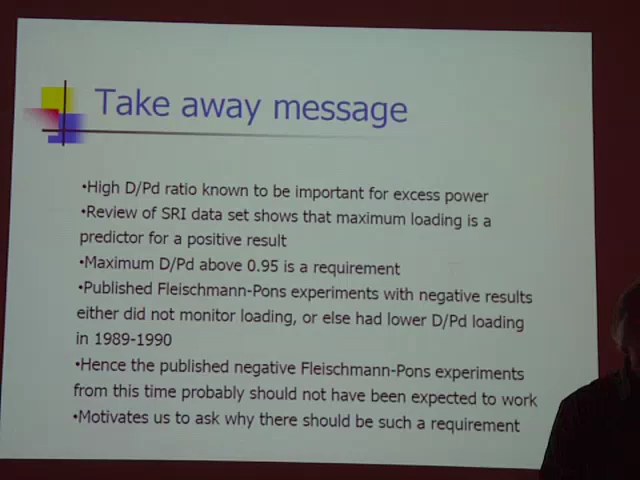 Take away message
•High D/Pd ratio known to be important for excess power
•Review of SRI data set shows that maximum loading is a
predictor for a positive result
•Maximum D/Pd above 0.95 is a requirement
•Published Fleischmann-Pons experiments with negative results
either did not monitor loading, or else had lower D/Pd loading
in 1989-1990
•Hence the published negative Fleischmann-Pons experiments
from this time probably should not have been expected to work
•Motivates us to ask why there should be such a requirement